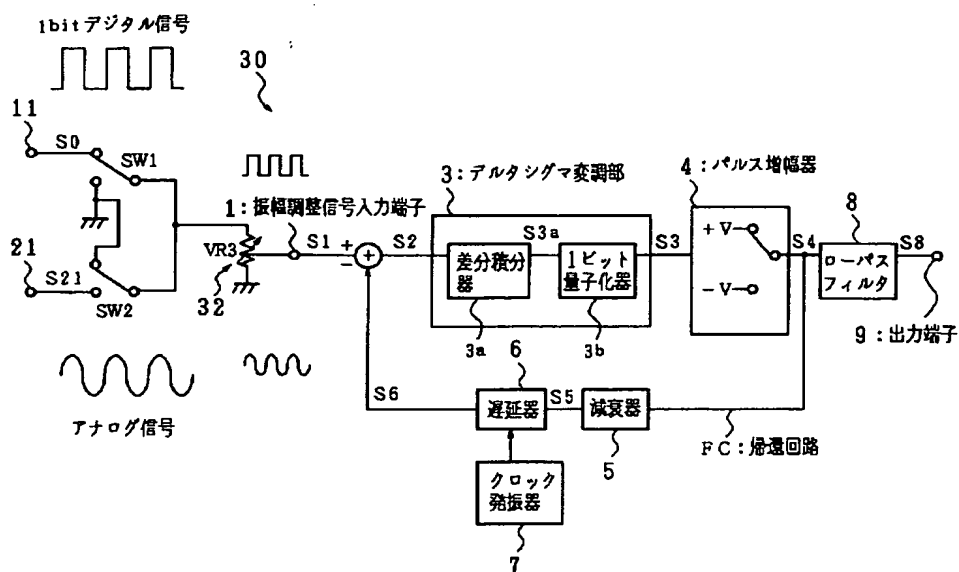 1bitデジタル信号
30
11
S0
SW1
3:デルタシグマ変調部
4:パルス増幅器
8
1:振幅調整信号入力端子
S1
+
−
+
S2
S3a
S3
+V
S4
S8
VR3
差分積分器
1ビット量子化器
ローパスフィルタ
21
S21
SW2
32
−V
3a
3b
9:出力端子
6
S6
遅延器
S5
減衰器
アナログ信号
5
FC:帰還回路
クロック発振器
7